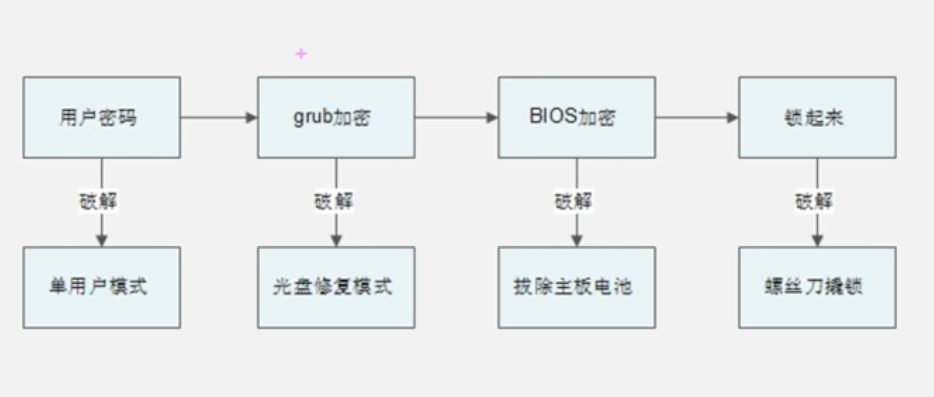 用户密码
grub加密
BIOS加密
锁起来
破解
破解
破解
破解
单用户模式
光盘修复模式
拔除主板电池
螺丝刀撬锁